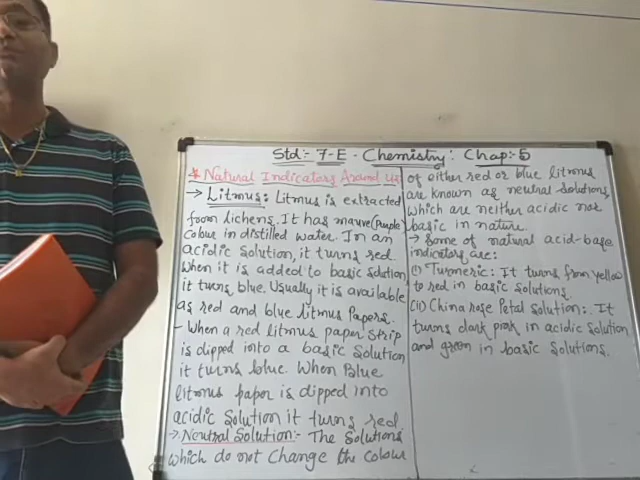 Std:- 7-E - Chemistry: Chap:-5
* Natural Indicators Around us
→ Litmus: Litmus is extracted
from lichens. It has mauve (Purple)
colour in distilled water. In an
acidic solution, it turns red.
When it is added to basic solution
it turns blue. Usually it is available
as red and blue litmus Papers.
- When a red litmus paper strip
is dipped into a basic solution
it turns blue. When Blue
litmus paper is dipped into
acidic solution it turns red.
→ Neutral Solution:- The solutions
which do not change the colour
of either red or blue litmus
are known as neutral solutions,
which are neither acidic nor
basic in nature.
→ Some of natural acid-base
indicators are:
(i) Turmeric: It turns from yellow
to red in basic solutions.
(ii) China rose Petal solution:. It
turns dark pink in acidic solution
and green in basic solutions.